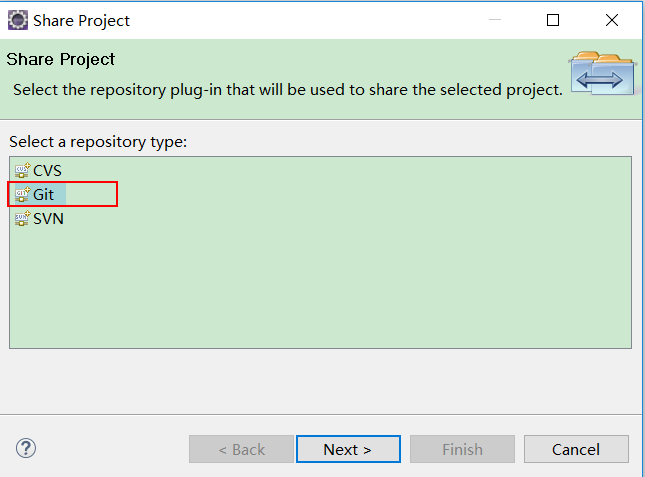 Share Project
Share Project
Select the repository plug-in that will be used to share the selected project.
Select a repository type:
CVS
Git
SVN
?
< Back
Next >
Finish
Cancel